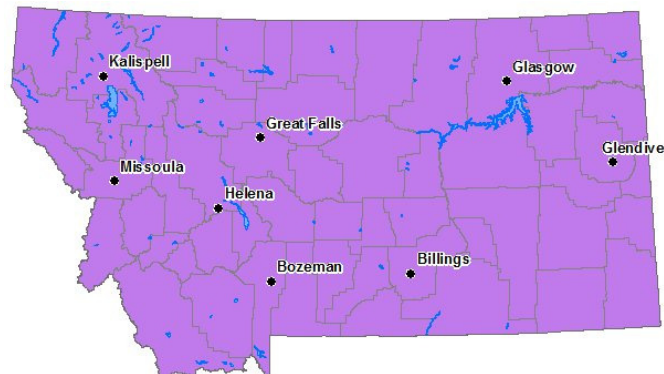 Kalispell
Glasgow
Great Falls
Glendive
Missoula
Helena
Billings
Bozeman